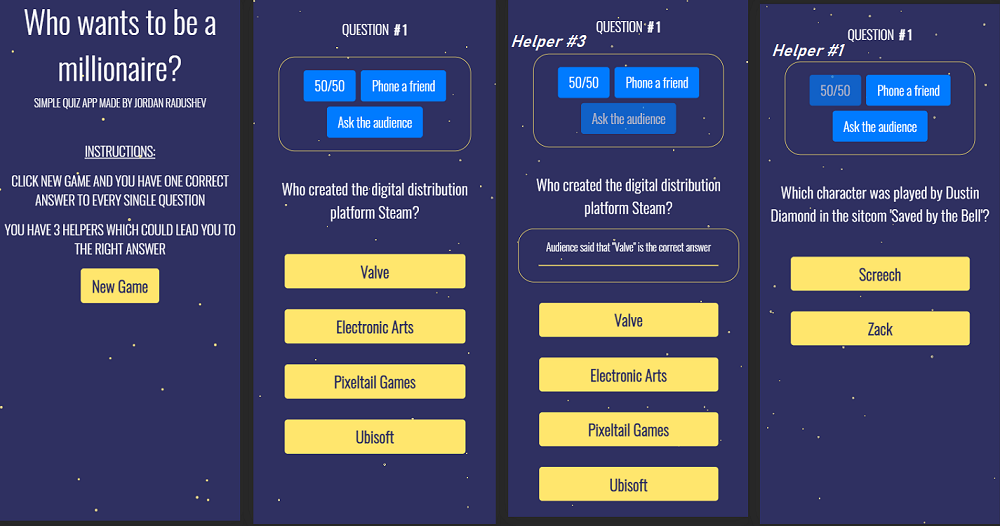 Who wants to be a
millionaire?
SIMPLE QUIZ APP MADE BY JORDAN RADUSHEV
INSTRUCTIONS:
CLICK NEW GAME AND YOU HAVE ONE CORRECT
ANSWER TO EVERY SINGLE QUESTION
YOU HAVE 3 HELPERS WHICH COULD LEAD YOU TO
THE RIGHT ANSWER
New Game
QUESTION #1
50/50
Phone a friend
Ask the audience
Who created the digital distribution
platform Steam?
Valve
Electronic Arts
Pixeltail Games
Ubisoft
QUESTION #1
Helper #3
50/50
Phone a friend
Ask the audience
Who created the digital distribution
platform Steam?
Audience said that "Valve" is the correct answer
Valve
Electronic Arts
Pixeltail Games
Ubisoft
QUESTION #1
Helper #1
50/50
Phone a friend
Ask the audience
Which character was played by Dustin
Diamond in the sitcom 'Saved by the Bell'?
Screech
Zack